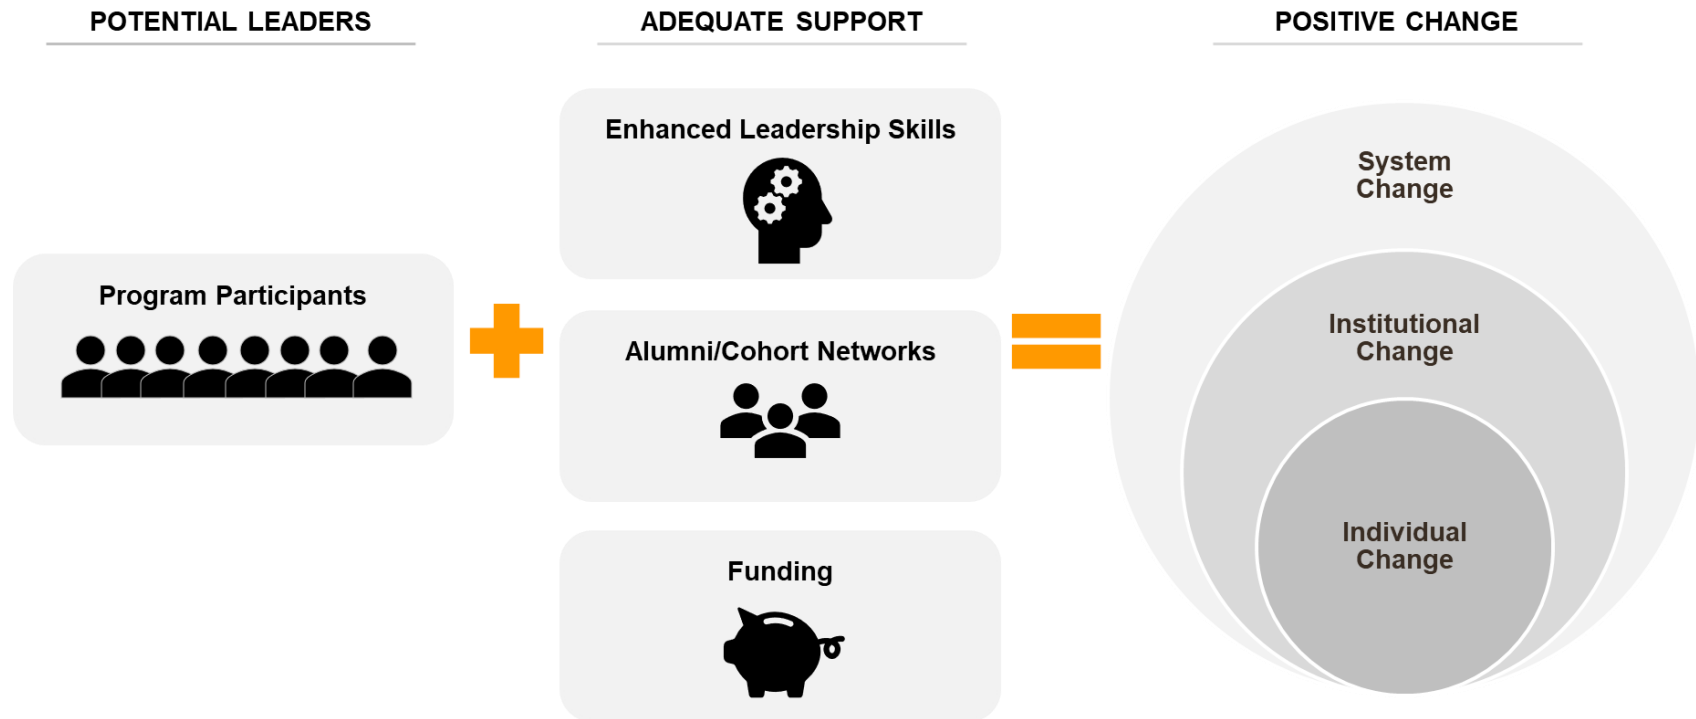 POTENTIAL LEADERS
ADEQUATE SUPPORT
POSITIVE CHANGE
Program Participants
Enhanced Leadership Skills
Alumni/Cohort Networks
Funding
System
Change
Institutional
Change
Individual
Change